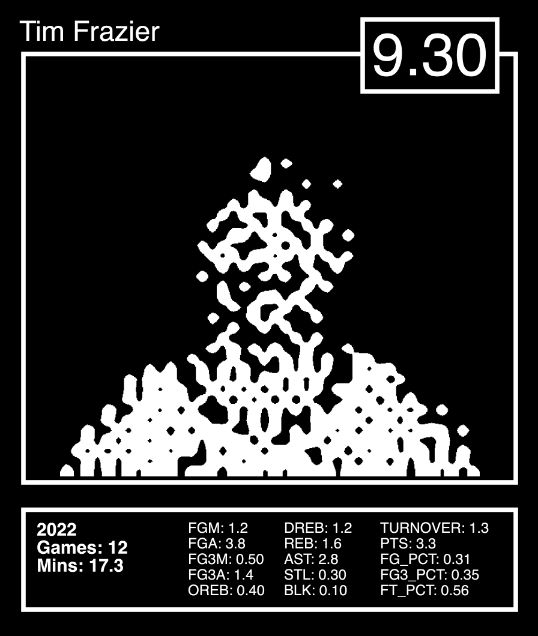 Tim Frazier
9.30
2022
Games: 12
Mins: 17.3
FGM: 1.2
FGA: 3.8
FG3M: 0.50
FG3A: 1.4
OREB: 0.40
DREB: 1.2
REB: 1.6
AST: 2.8
STL: 0.30
BLK: 0.10
TURNOVER: 1.3
PTS: 3.3
FG_PCT: 0.31
FG3_PCT: 0.35
FT_PCT: 0.56